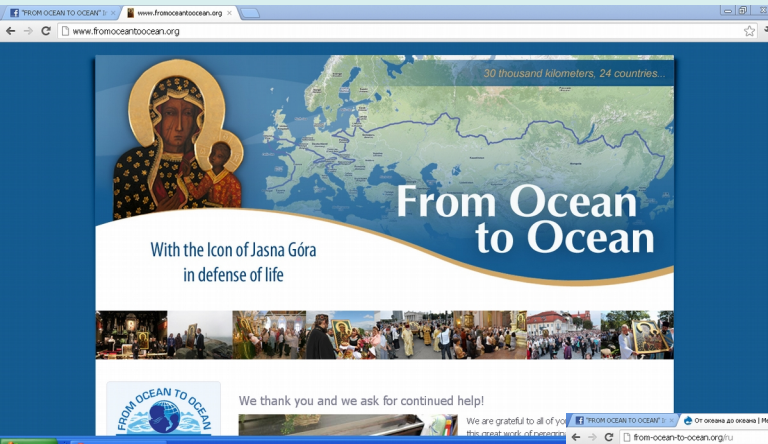 "FROM OCEAN TO OCEAN" D
www.fromoceantoocean.org
www.fromoceantoocean.org
30 thousand kilometers, 24 countries...
From Ocean
to Ocean
With the Icon of Jasna Góra
in defense of life
FROM OCEAN TO OCEAN
We thank you and we ask for continued help!
We are grateful to all of you
this great work of peregrin
"FROM OCEAN TO OCEAN" D
От океана до океана | Me
from-ocean-to-ocean.org/ru